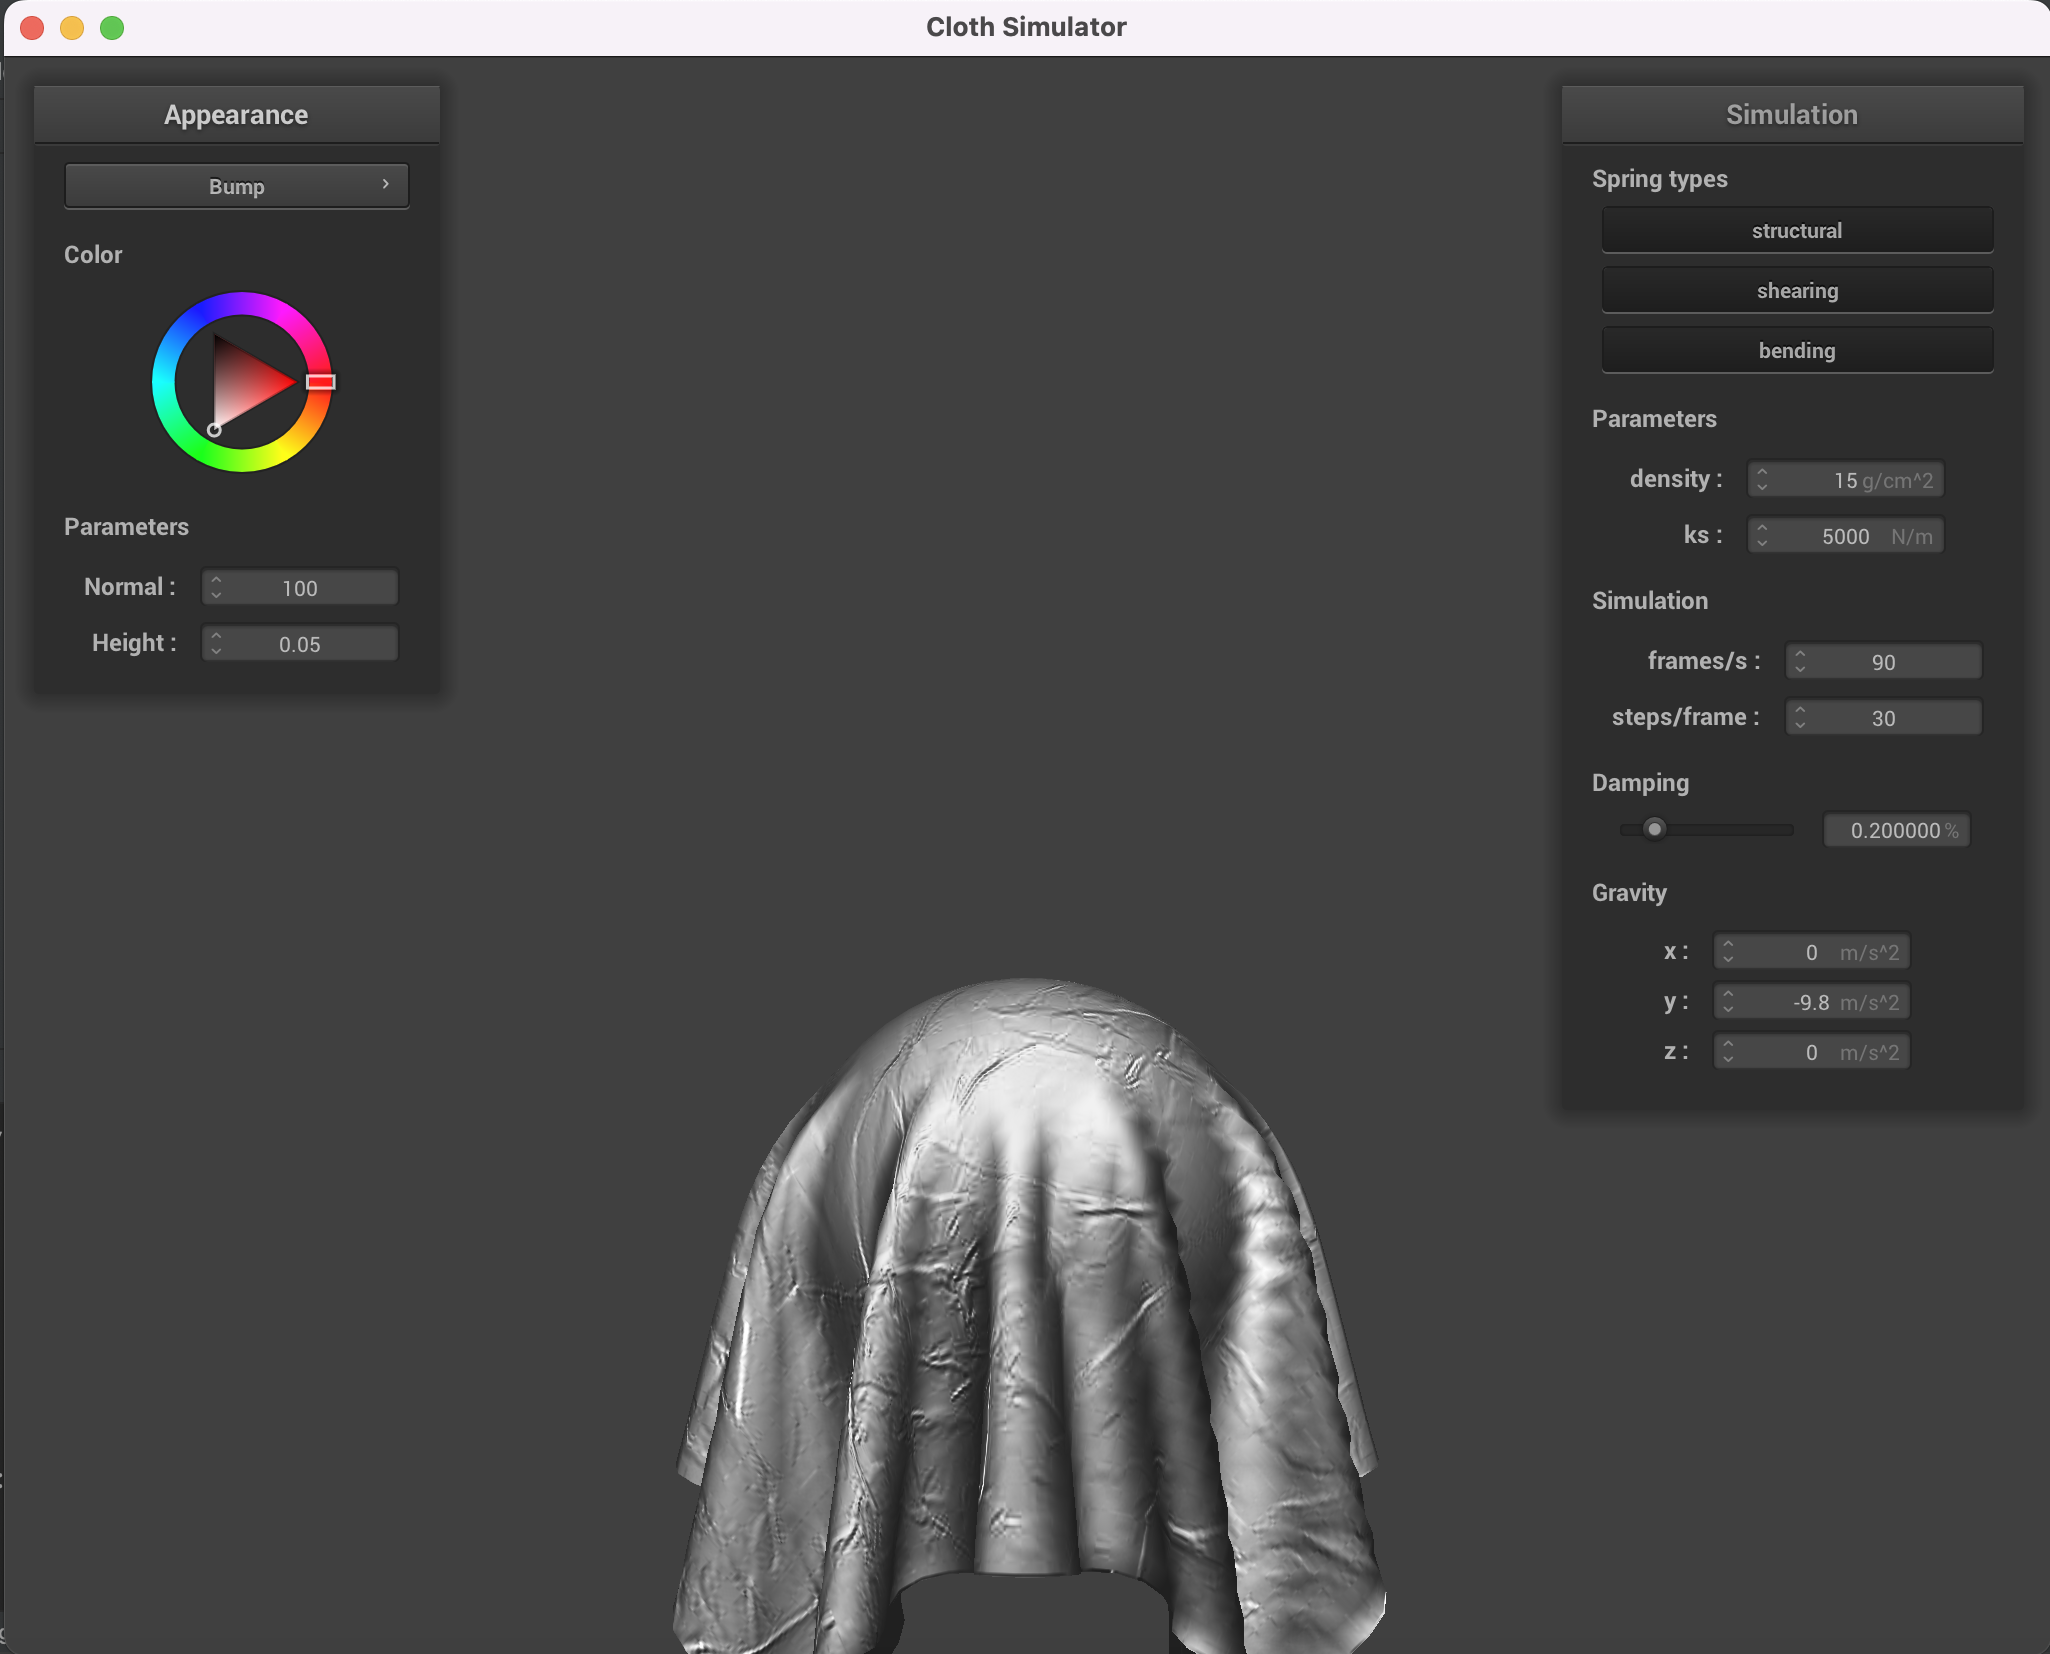 Cloth Simulator
Appearance
Bump
Color
Parameters
Normal : 100
Height : 0.05
Simulation
Spring types
structural
shearing
bending
Parameters
density : 15 g/cm^2
ks : 5000 N/m
Simulation
frames/s : 90
steps/frame : 30
Damping
0.200000 %
Gravity
x : 0 m/s^2
y : -9.8 m/s^2
z : 0 m/s^2